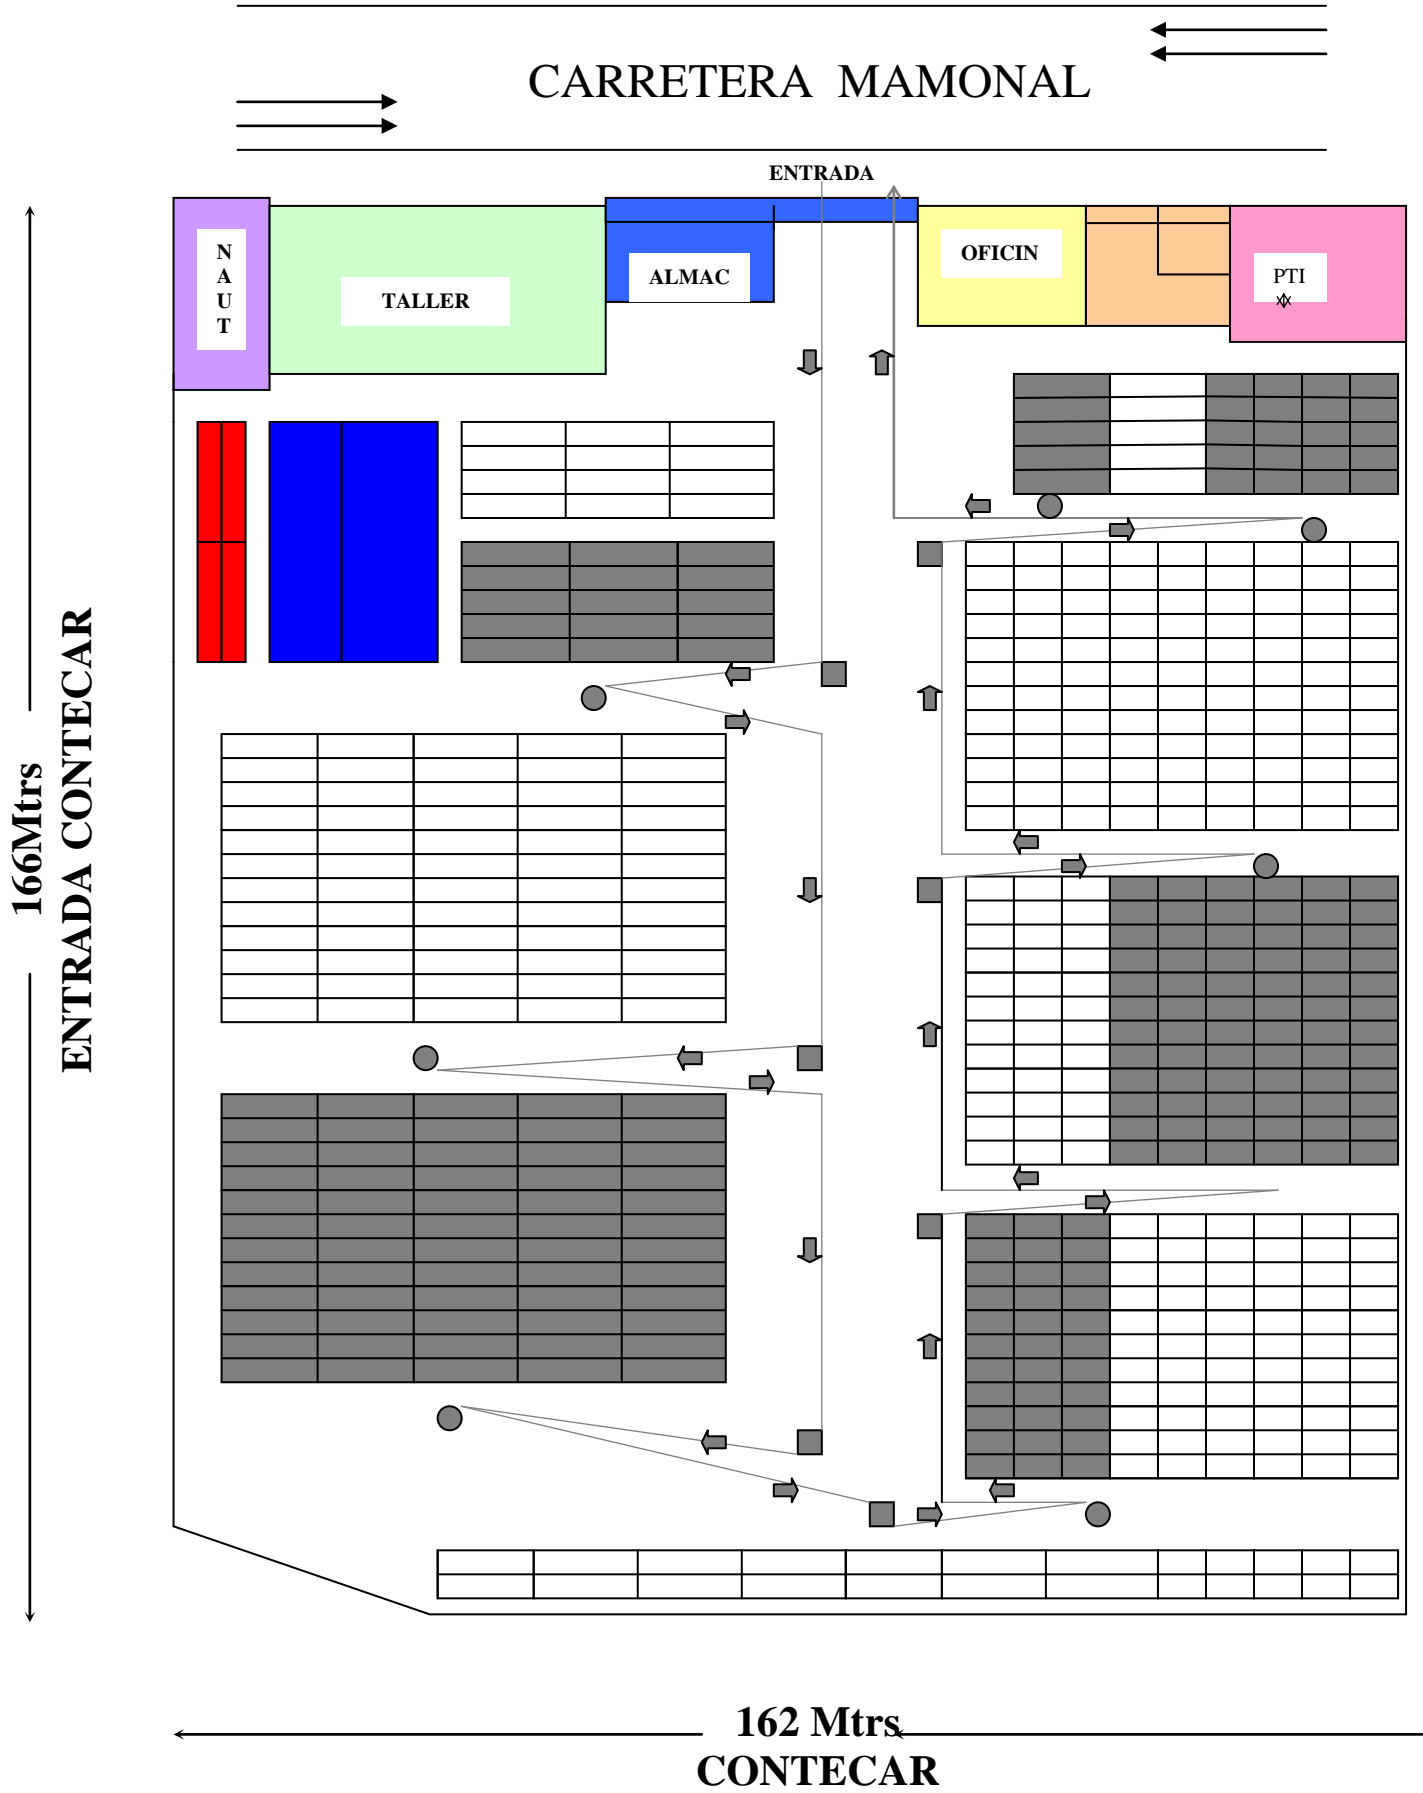 CARRETERA MAMONAL
ENTRADA
N
A
U
T
TALLER
ALMAC
OFICIN
PTI
166Mtrs
ENTRADA CONTECAR
162 Mtrs
CONTECAR